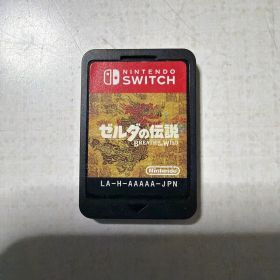 NINTENDO
SWITCH
ゼルダの伝説
BREATH OF THE WILD
Nintendo
LA-H-AAAAA-JPN